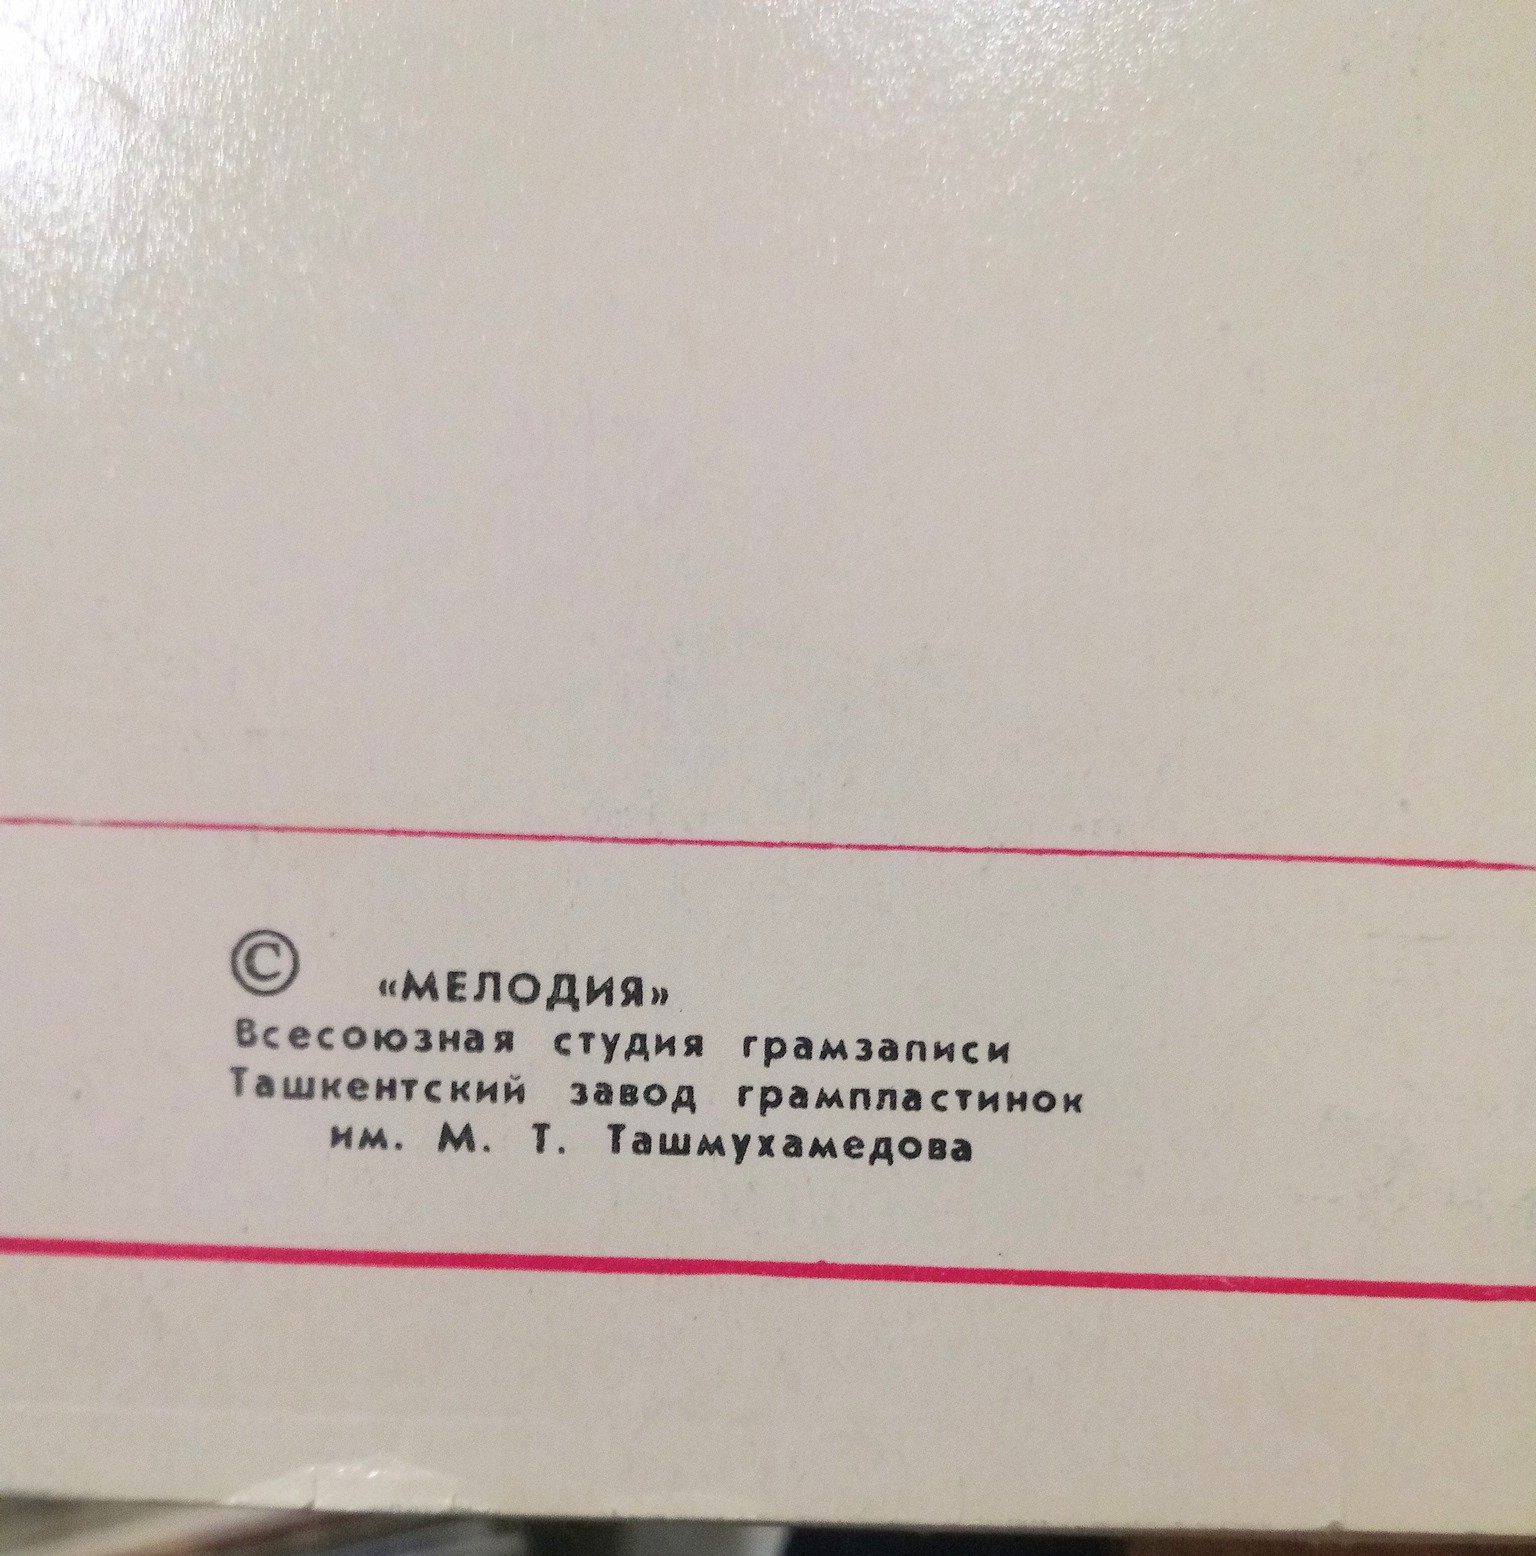 © «МЕЛОДИЯ»
Всесоюзная студия грамзаписи
Ташкентский завод грампластинок
им. М. Т. Ташмухамедова